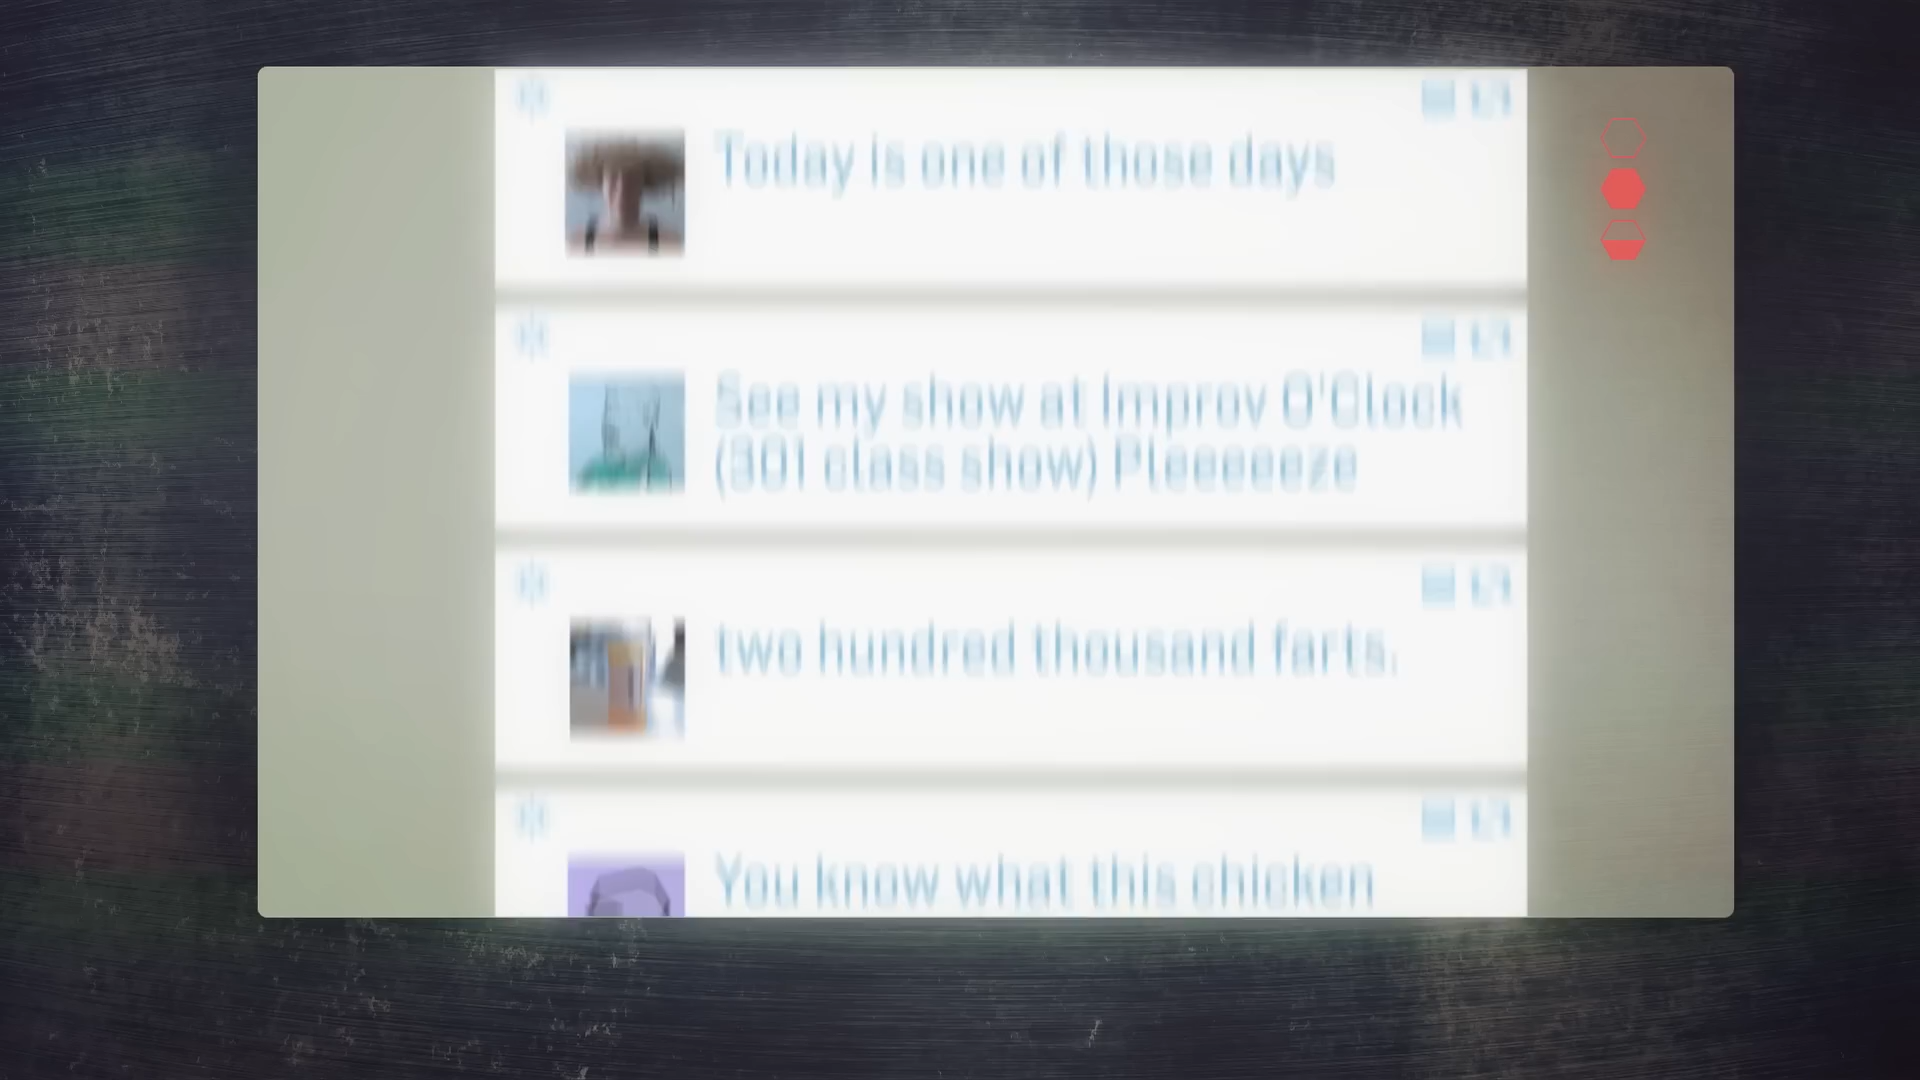 Today is one of those days
See my show at Improv O'Clock
(301 class show) Pleeeeeze
two hundred thousand farts.
You know what this chicken